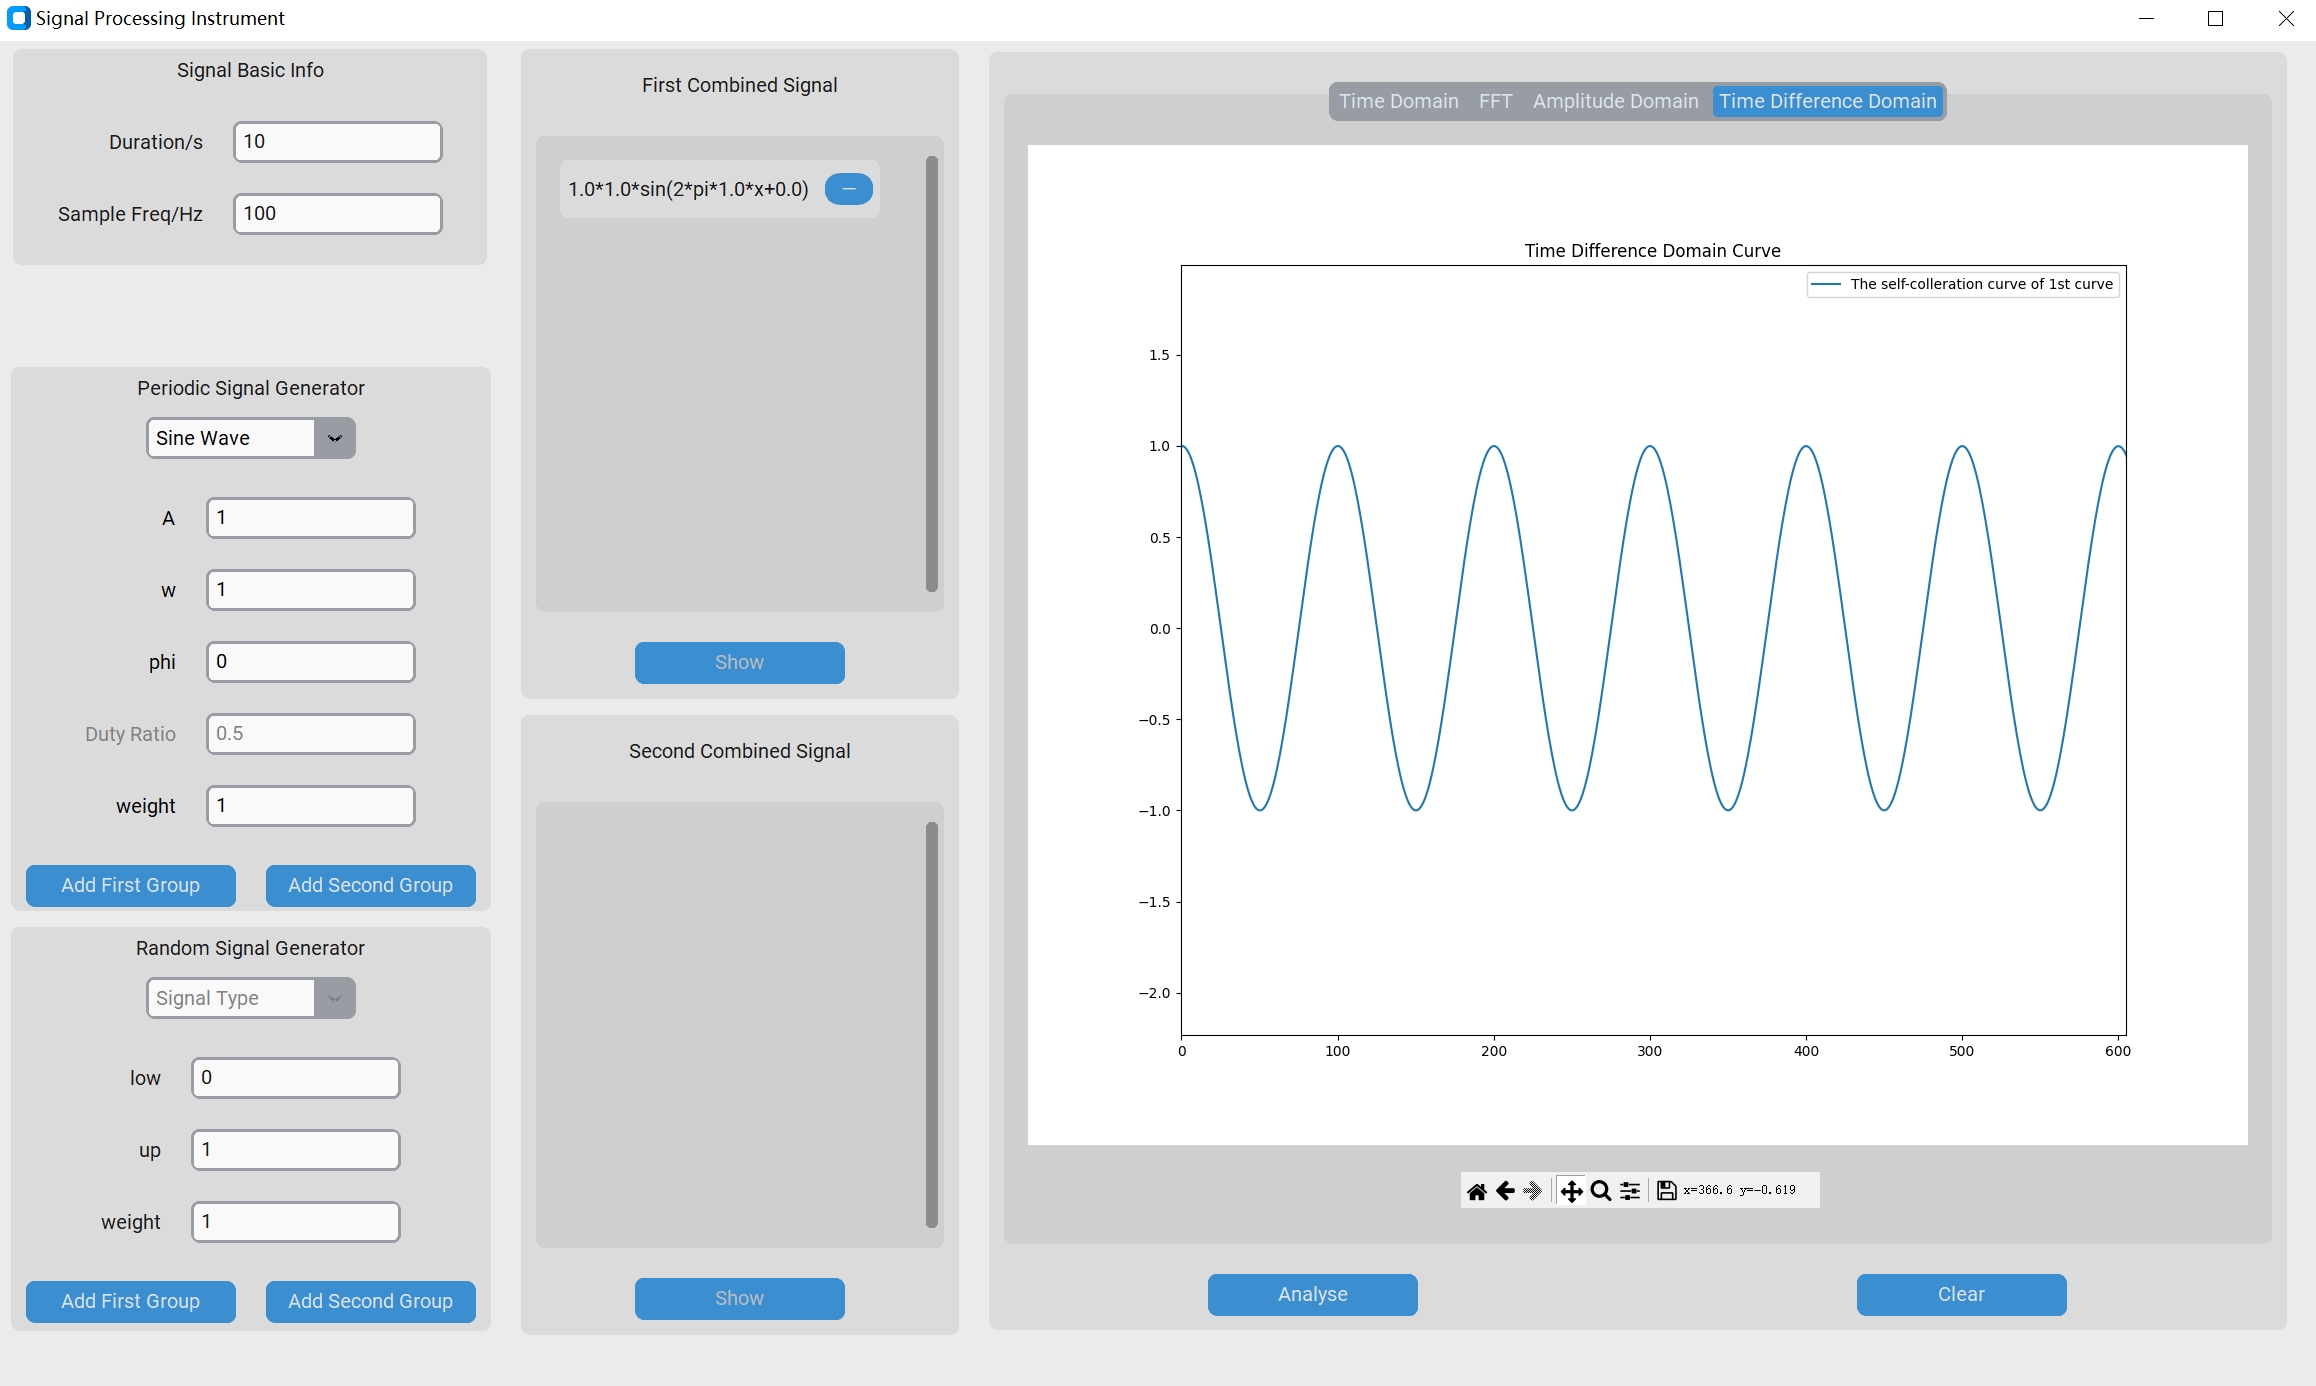 Signal Processing Instrument
Signal Basic Info
Duration/s 10
Sample Freq/Hz 100
Periodic Signal Generator
Sine Wave
A 1
w 1
phi 0
Duty Ratio 0.5
weight 1
Add First Group Add Second Group
Random Signal Generator
Signal Type
low 0
up 1
weight 1
Add First Group Add Second Group
First Combined Signal
1.0*1.0*sin(2*pi*1.0*x+0.0) —
Show
Second Combined Signal
Show
Time Domain FFT Amplitude Domain Time Difference Domain
Time Difference Domain Curve
The self-colleration curve of 1st curve
1.5
1.0
0.5
0.0
−0.5
−1.0
−1.5
−2.0
0 100 200 300 400 500 600
x=366.6 y=-0.619
Analyse Clear